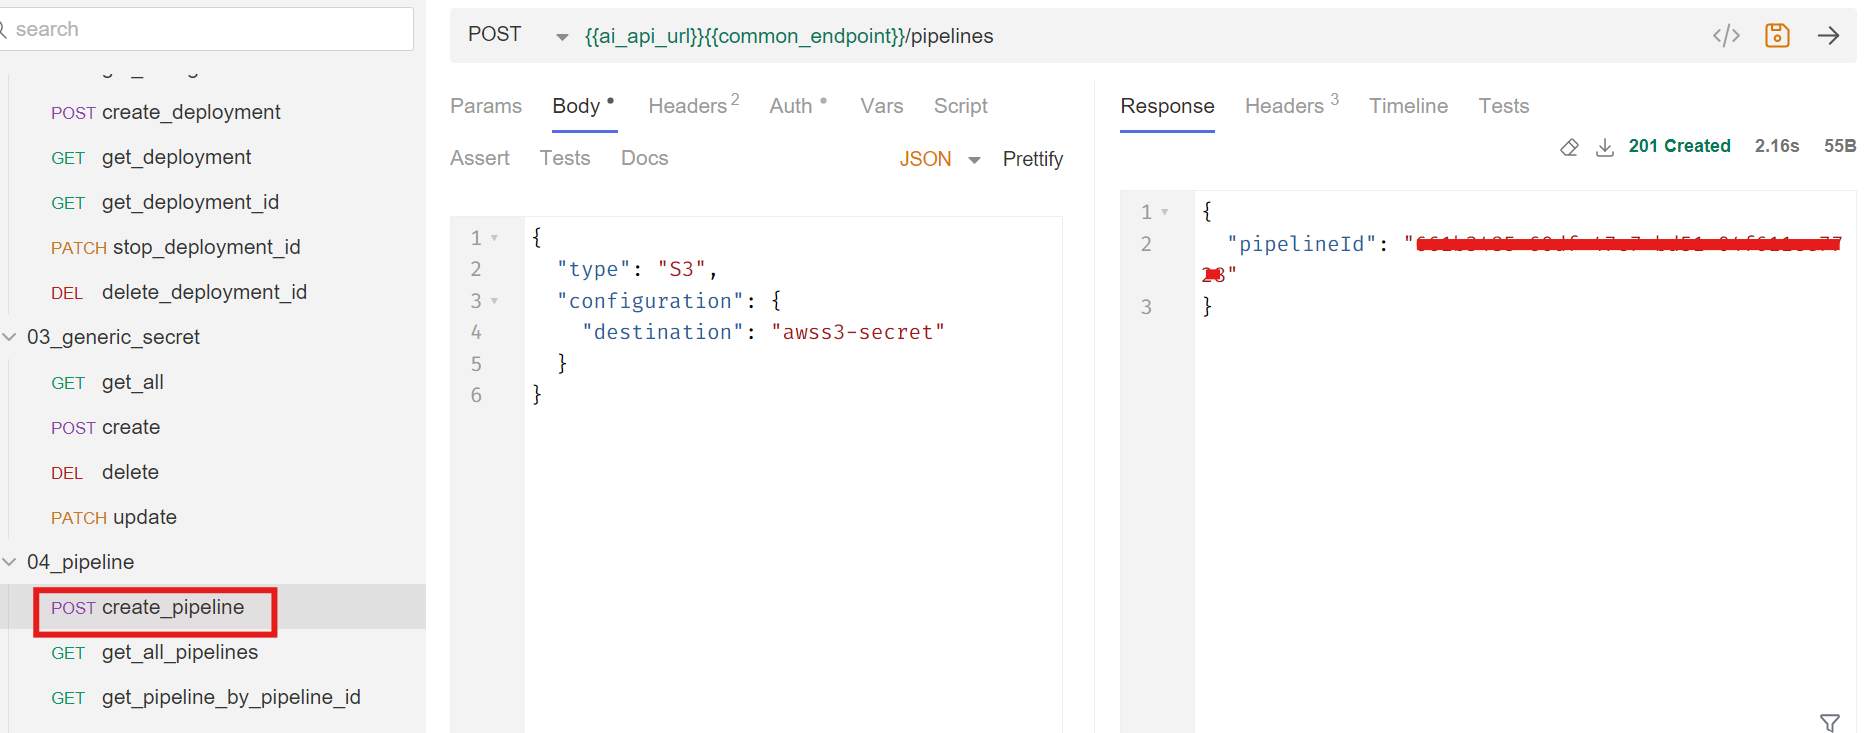 search
POST create_deployment
GET get_deployment
GET get_deployment_id
PATCH stop_deployment_id
DEL delete_deployment_id
03_generic_secret
GET get_all
POST create
DEL delete
PATCH update
04_pipeline
POST create_pipeline
GET get_all_pipelines
GET get_pipeline_by_pipeline_id
POST {{ai_api_url}}{{common_endpoint}}/pipelines </>
Params Body Headers 2 Auth Vars Script
Assert Tests Docs JSON Prettify
1 {
2 "type": "S3",
3 "configuration": {
4 "destination": "awss3-secret"
5 }
6 }
Response Headers 3 Timeline Tests
201 Created 2.16s 55B
1 {
2 "pipelineId": "
"
3 }